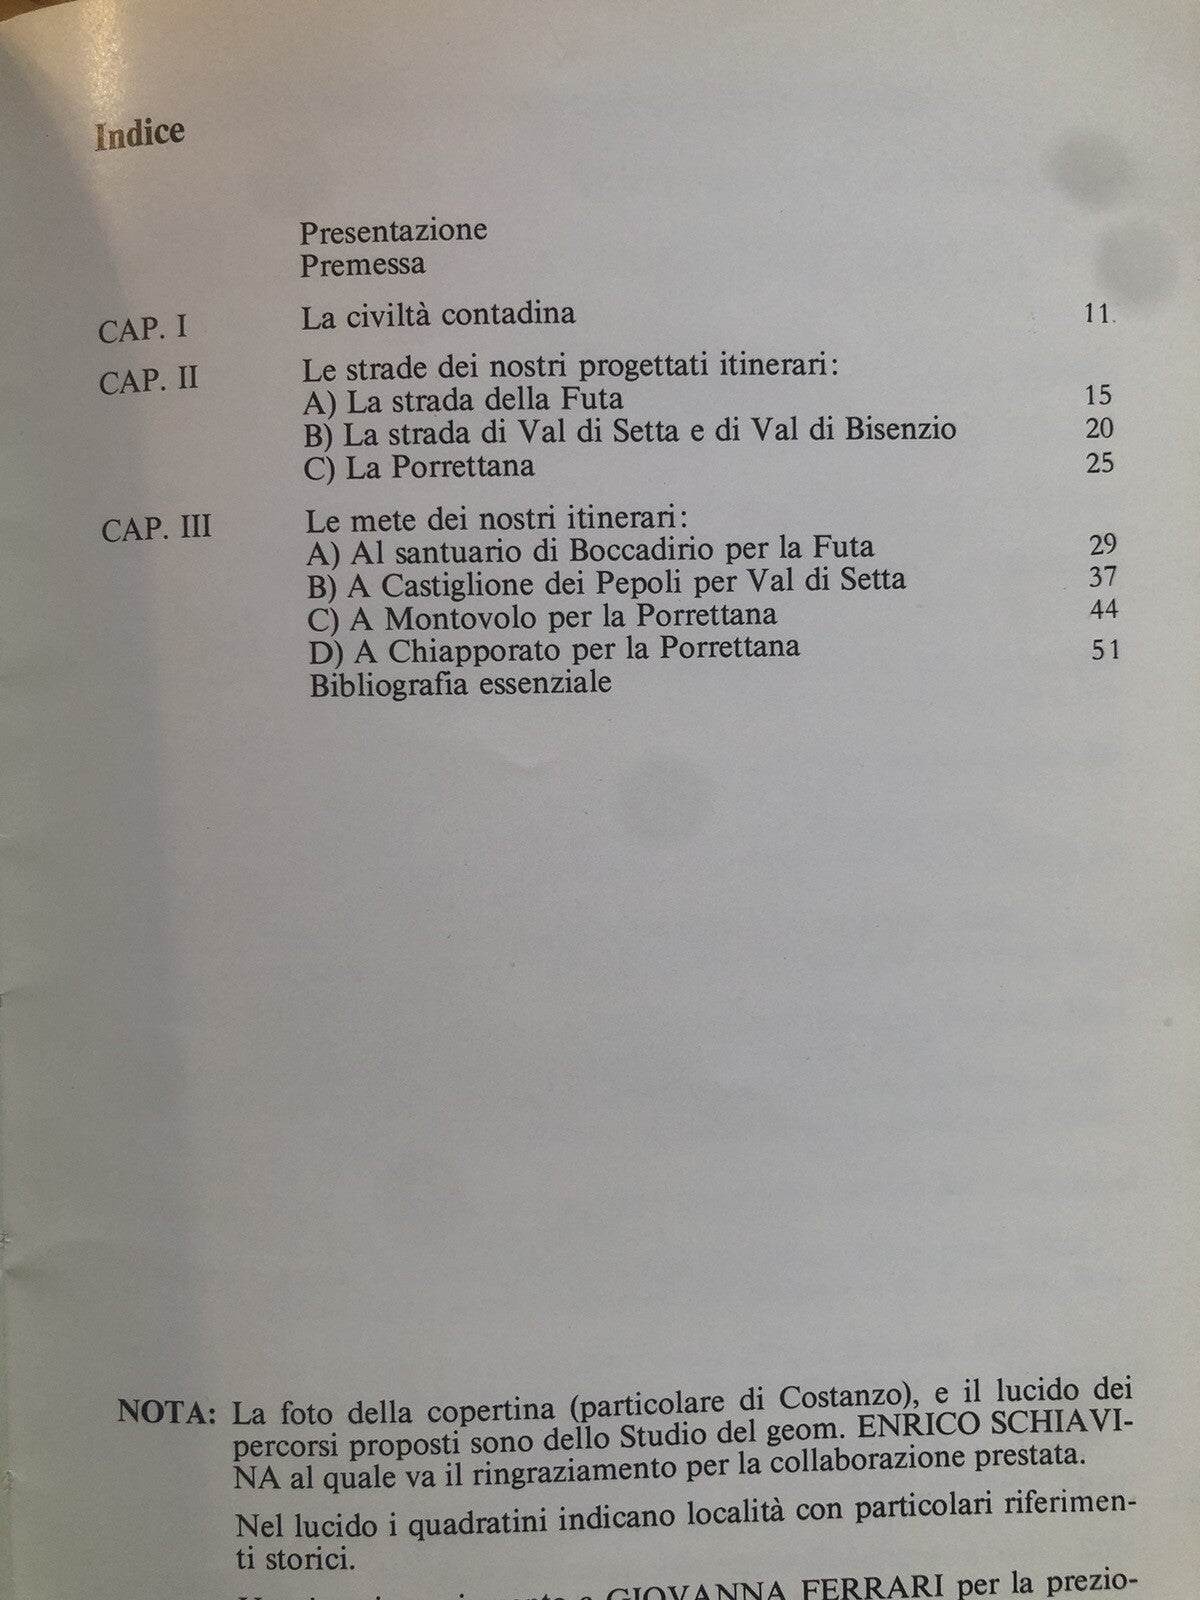 Indice
Presentazione
Premessa
CAP. I La civiltà contadina 11.
CAP. II Le strade dei nostri progettati itinerari:
A) La strada della Futa 15
B) La strada di Val di Setta e di Val di Bisenzio 20
C) La Porrettana 25
CAP. III Le mete dei nostri itinerari:
A) Al santuario di Boccadirio per la Futa 29
B) A Castiglione dei Pepoli per Val di Setta 37
C) A Montovolo per la Porrettana 44
D) A Chiapporato per la Porrettana 51
Bibliografia essenziale
NOTA: La foto della copertina (particolare di Costanzo), e il lucido dei
percorsi proposti sono dello Studio del geom. ENRICO SCHIAVI-
NA al quale va il ringraziamento per la collaborazione prestata.
Nel lucido i quadratini indicano località con particolari riferimen-
ti storici.
GIOVANNA FERRARI per la prezio-